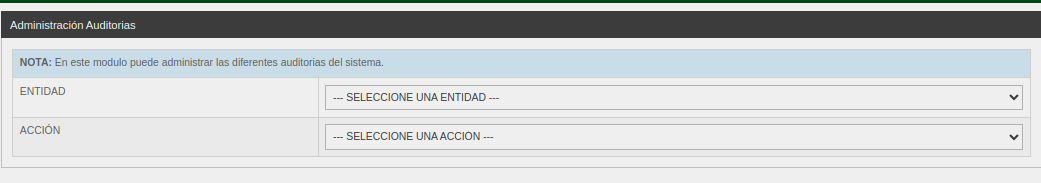 Administración Auditorias
NOTA: En este modulo puede administrar las diferentes auditorias del sistema.
ENTIDAD
--- SELECCIONE UNA ENTIDAD ---
ACCIÓN
--- SELECCIONE UNA ACCION ---